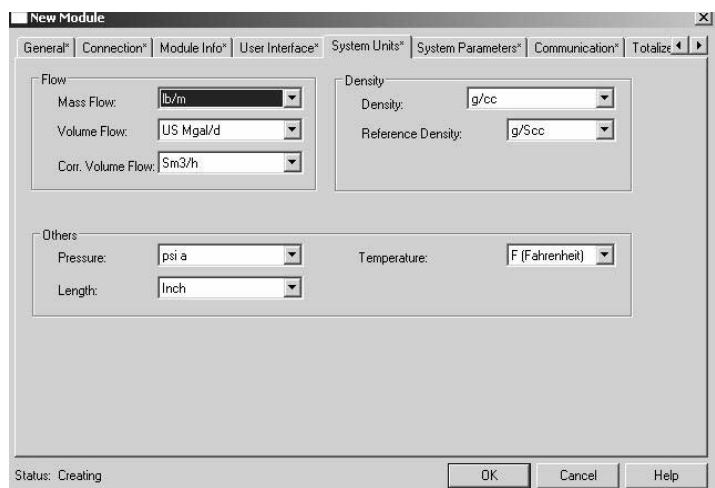 New Module
General* Connection* Module Info* User Interface* System Units* System Parameters* Communication* Totalize
Flow
Mass Flow: lb/m
Volume Flow: US Mgal/d
Corr. Volume Flow: Sm3/h
Density
Density: g/cc
Reference Density: g/Scc
Others
Pressure: psi a
Temperature: F (Fahrenheit)
Length: Inch
Status: Creating
OK Cancel Help